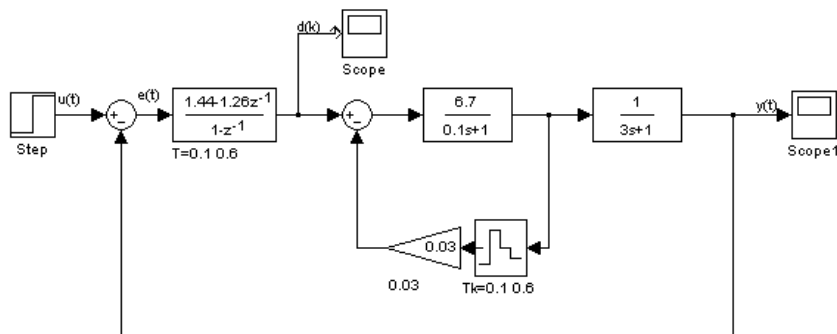 d(k)
Scope
u(t)
e(t)
+
-
1.44-1.26z-1
1-z-1
+
-
6.7
0.1s+1
1
3s+1
y(t)
Step
T=0.1 0.6
Scope1
0.03
0.03
Tk=0.1 0.6